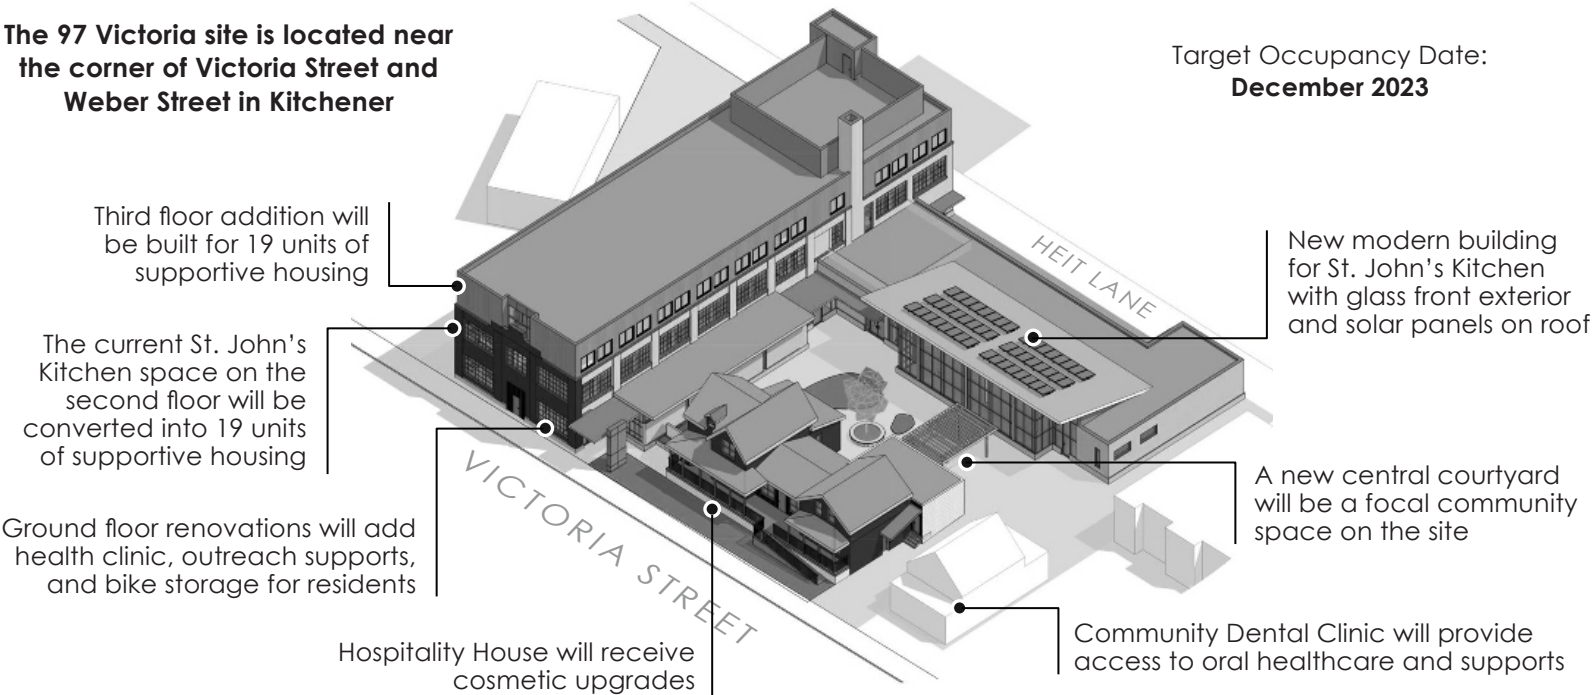 The 97 Victoria site is located near
the corner of Victoria Street and
Weber Street in Kitchener
Target Occupancy Date:
December 2023
Third floor addition will
be built for 19 units of
supportive housing
The current St. John's
Kitchen space on the
second floor will be
converted into 19 units
of supportive housing
Ground floor renovations will add
health clinic, outreach supports,
and bike storage for residents
Hospitality House will receive
cosmetic upgrades
VICTORIA STREET
HEIT LANE
New modern building
for St. John's Kitchen
with glass front exterior
and solar panels on roof
A new central courtyard
will be a focal community
space on the site
Community Dental Clinic will provide
access to oral healthcare and supports